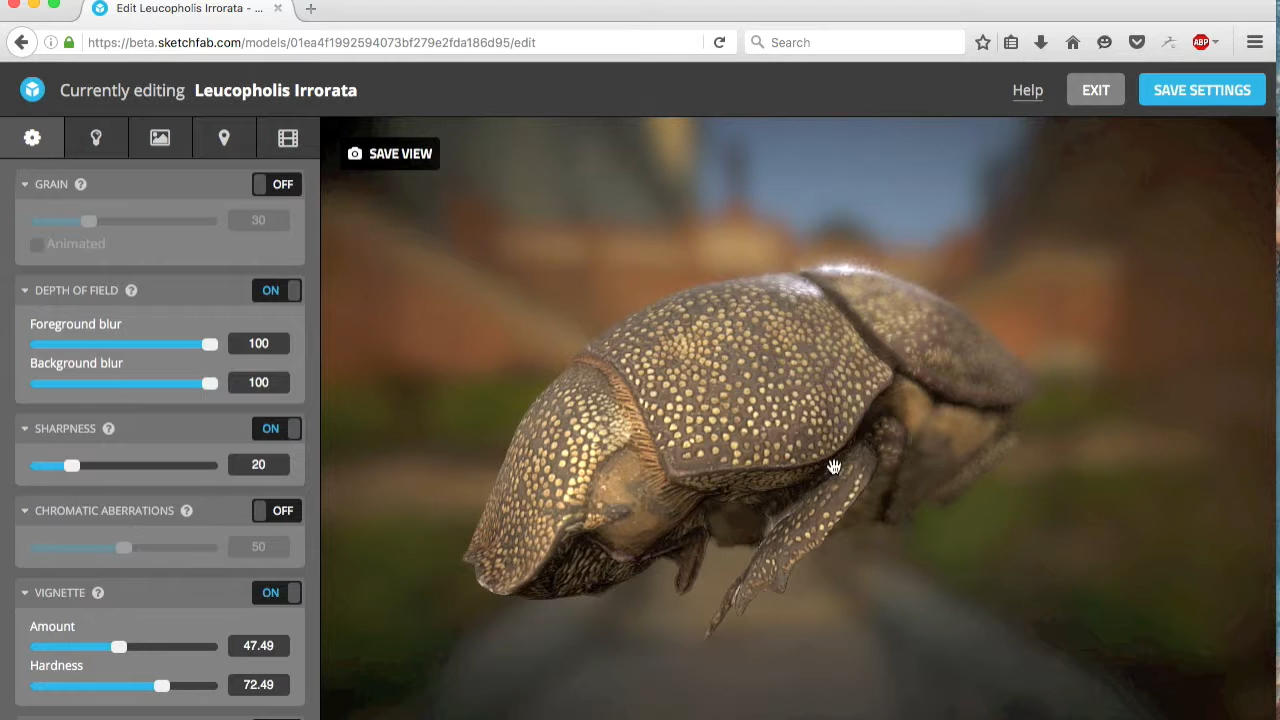 Edit Leucopholis Irrorata - ...
https://beta.sketchfab.com/models/01ea4f1992594073bf279e2fda186d95/edit
Search
ABP
Currently editing Leucopholis Irrorata
Help
EXIT
SAVE SETTINGS
SAVE VIEW
GRAIN ? OFF
30
Animated
DEPTH OF FIELD ? ON
Foreground blur
100
Background blur
100
SHARPNESS ? ON
20
CHROMATIC ABERRATIONS ? OFF
50
VIGNETTE ? ON
Amount
47.49
Hardness
72.49